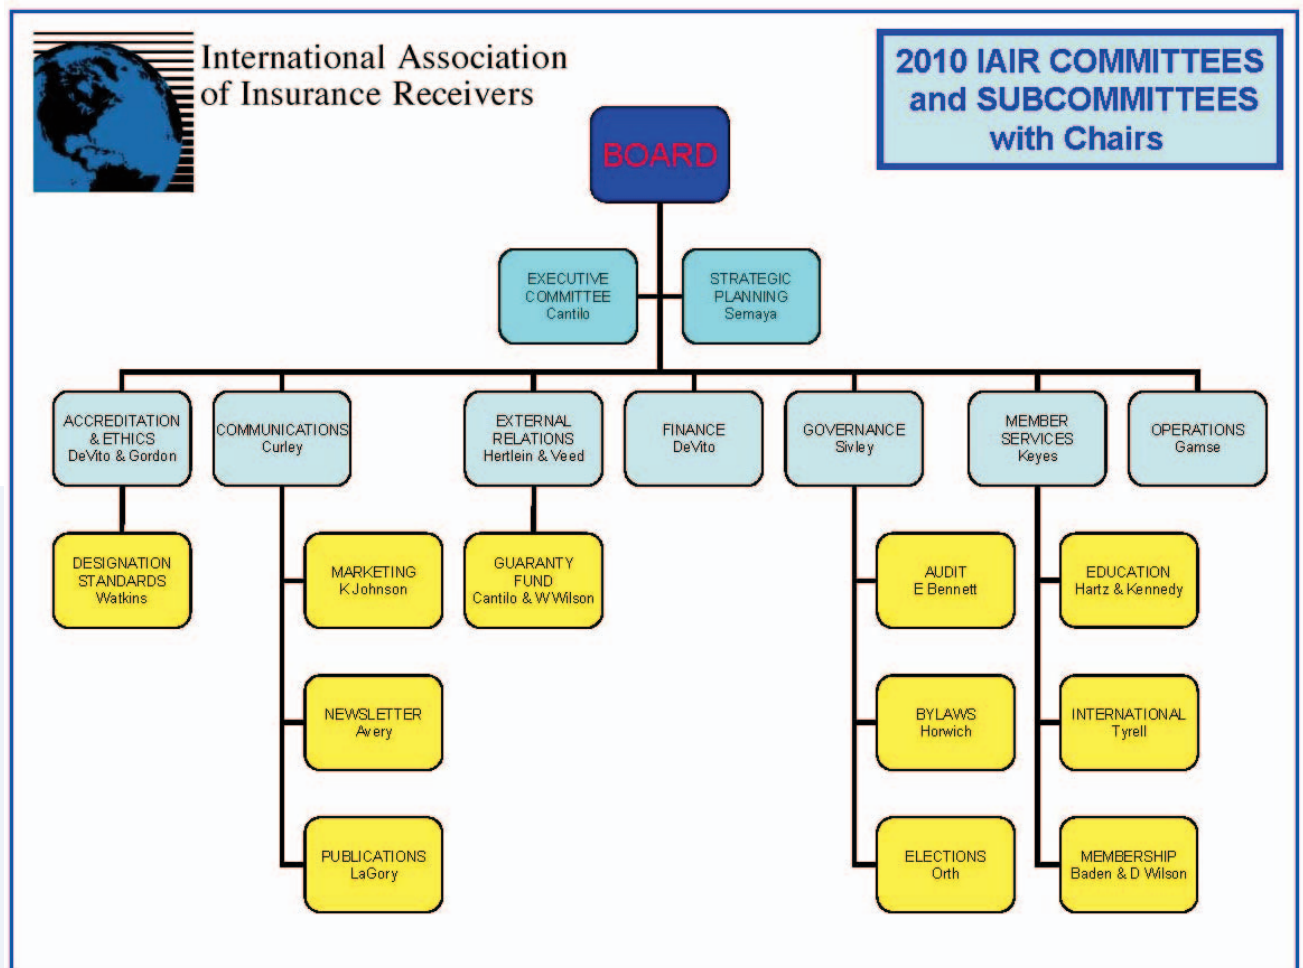 International Association
of Insurance Receivers
2010 IAIR COMMITTEES
and SUBCOMMITTEES
with Chairs
BOARD
EXECUTIVE
COMMITTEE
Cantilo
STRATEGIC
PLANNING
Semaya
ACCREDITATION
& ETHICS
DeVito & Gordon
COMMUNICATIONS
Curley
EXTERNAL
RELATIONS
Hertlein & Veed
FINANCE
DeVito
GOVERNANCE
Sivley
MEMBER
SERVICES
Keyes
OPERATIONS
Gamse
DESIGNATION
STANDARDS
Watkins
MARKETING
K Johnson
GUARANTY
FUND
Cantilo & W Wilson
AUDIT
E Bennett
EDUCATION
Hartz & Kennedy
NEWSLETTER
Avery
BYLAWS
Horwich
INTERNATIONAL
Tyrell
PUBLICATIONS
LaGory
ELECTIONS
Orth
MEMBERSHIP
Baden & D Wilson